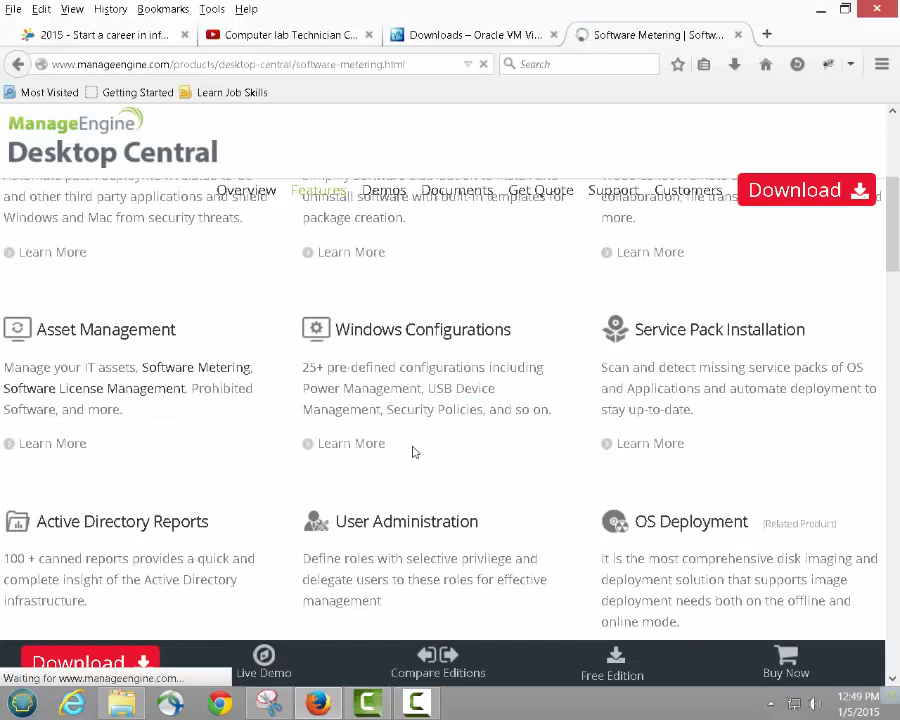 File Edit View History Bookmarks Tools Help
2015 - Start a career in inf... Computer lab Technician C... Downloads – Oracle VM Vi... Software Metering | Softw...
www.manageengine.com/products/desktop-central/software-metering.html Search
Most Visited Getting Started Learn Job Skills
ManageEngine
Desktop Central
Overview Features Demos Documents Get Quote Support Customers Download
and other third party applications and shield
Windows and Mac from security threats.
Learn More
uninstall software with built-in templates for
package creation.
Learn More
more.
Learn More
Asset Management
Manage your IT assets, Software Metering,
Software License Management, Prohibited
Software, and more.
Learn More
Windows Configurations
25+ pre-defined configurations including
Power Management, USB Device
Management, Security Policies, and so on.
Learn More
Service Pack Installation
Scan and detect missing service packs of OS
and Applications and automate deployment to
stay up-to-date.
Learn More
Active Directory Reports
100 + canned reports provides a quick and
complete insight of the Active Directory
infrastructure.
User Administration
Define roles with selective privilege and
delegate users to these roles for effective
management
OS Deployment (Related Product)
It is the most comprehensive disk imaging and
deployment solution that supports image
deployment needs both on the offline and
online mode.
Download Live Demo Compare Editions Free Edition Buy Now
Waiting for www.manageengine.com...
12:49 PM
1/5/2015